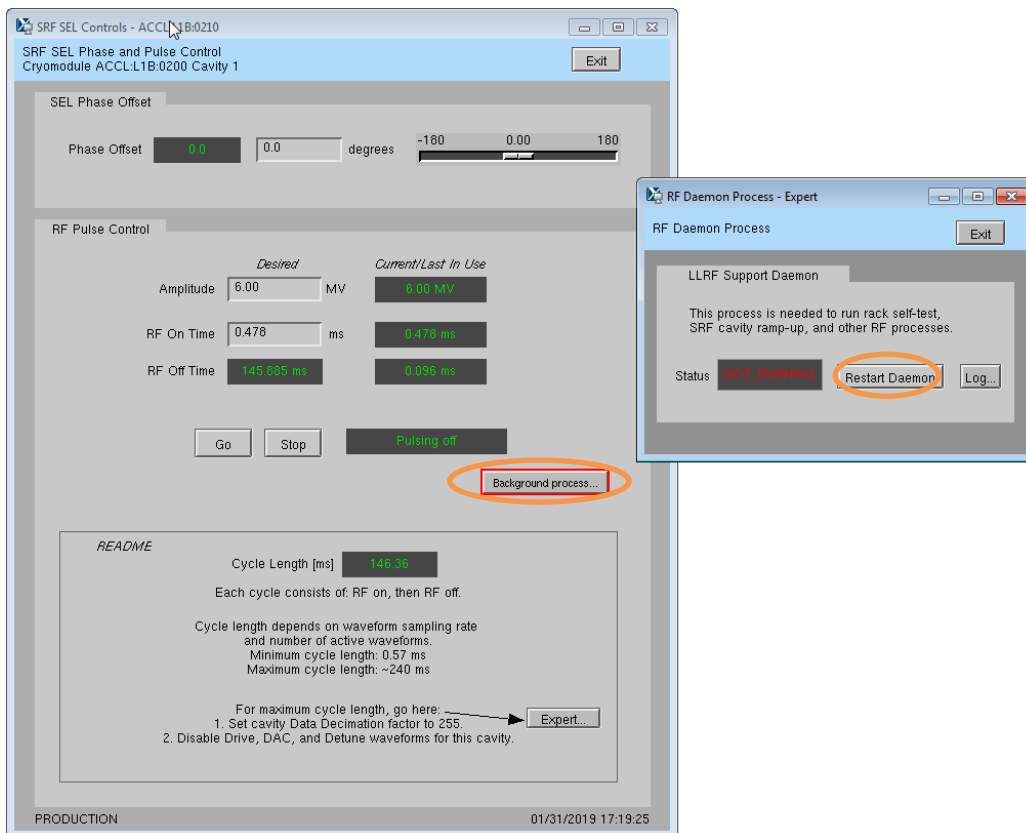 SRF SEL Controls - ACCL:L1B:0210
SRF SEL Phase and Pulse Control
Cryomodule ACCL:L1B:0200 Cavity 1
Exit
SEL Phase Offset
Phase Offset 0.0 0.0 degrees -180 0.00 180
RF Pulse Control
Desired Current/Last In Use
Amplitude 6.00 MV 6.00 MV
RF On Time 0.478 ms 0.478 ms
RF Off Time 145.885 ms 0.096 ms
Go Stop Pulsing off
Background process...
README
Cycle Length [ms] 146.36
Each cycle consists of: RF on, then RF off.
Cycle length depends on waveform sampling rate
and number of active waveforms.
Minimum cycle length: 0.57 ms
Maximum cycle length: ~240 ms
For maximum cycle length, go here:
1. Set cavity Data Decimation factor to 255.
Expert...
2. Disable Drive, DAC, and Detune waveforms for this cavity.
PRODUCTION 01/31/2019 17:19:25
RF Daemon Process - Expert
RF Daemon Process
Exit
LLRF Support Daemon
This process is needed to run rack self-test,
SRF cavity ramp-up, and other RF processes.
Status NOT_RUNNING Restart Daemon Log...